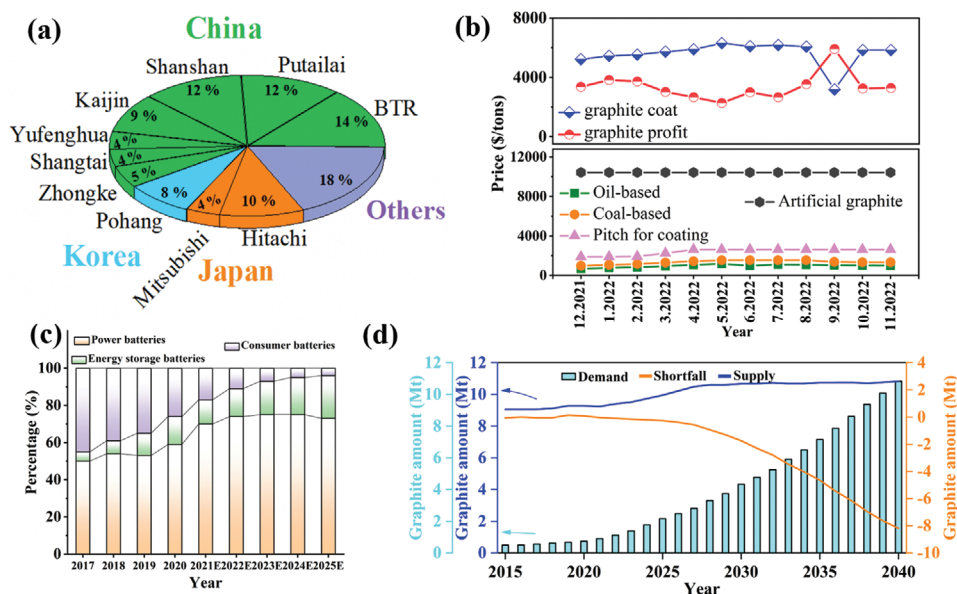 (a)
China
Shanshan
Putailai
Kaijin
BTR
Yufenghua
Shangtai
Zhongke
Pohang
Korea
Mitsubishi
Japan
Hitachi
Others
12 %
12 %
9 %
14 %
4 %
4 %
5 %
8 %
4 %
10 %
18 %
(b)
8000
4000
0
graphite coat
graphite profit
Price ($/tons)
12000
8000
4000
0
Oil-based
Coal-based
Pitch for coating
Artificial graphite
12.2021
1.2022
2.2022
3.2022
4.2022
5.2022
6.2022
7.2022
8.2022
9.2022
10.2022
11.2022
Year
(c)
Power batteries
Consumer batteries
Energy storage batteries
Percentage (%)
100
80
60
40
20
0
2017 2018 2019 2020 2021E 2022E 2023E 2024E 2025E
Year
(d)
Graphite amount (Mt)
12
10
8
6
4
2
0
Graphite amount (Mt)
12
10
8
6
4
2
0
Demand Shortfall Supply
4
2
0
-2
-4
-6
-8
-10
Graphite amount (Mt)
2015 2020 2025 2030 2035 2040
Year